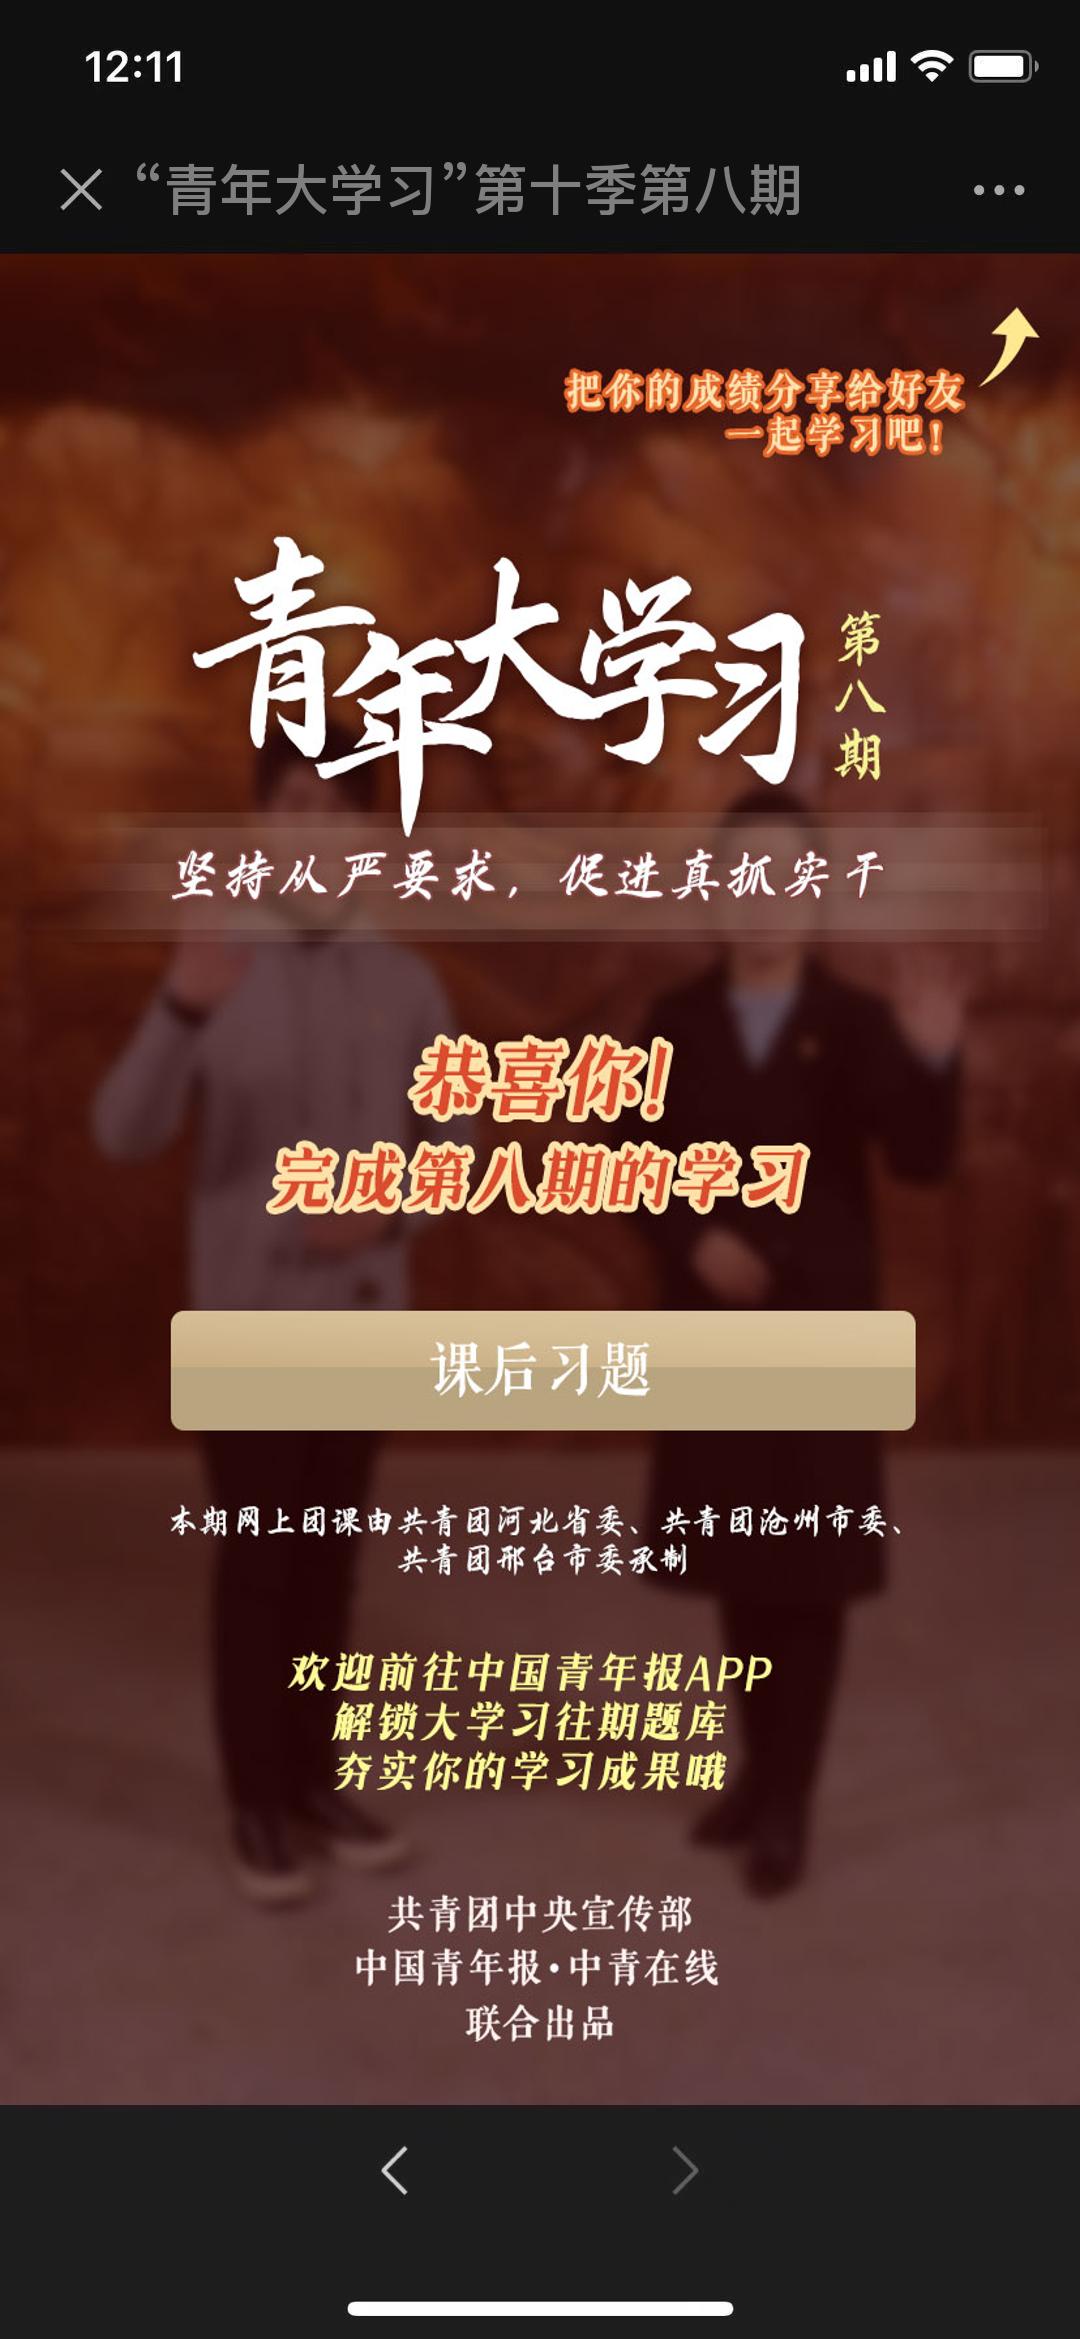 12:11
“青年大学习”第十季第八期
把你的成绩分享给好友
一起学习吧！
青年大学习
第八期
坚持从严要求，促进真抓实干
恭喜你！
完成第八期的学习
课后习题
本期网上团课由共青团河北省委、共青团沧州市委、
共青团邢台市委承制
欢迎前往中国青年报APP
解锁大学习往期题库
夯实你的学习成果哦
共青团中央宣传部
中国青年报·中青在线
联合出品